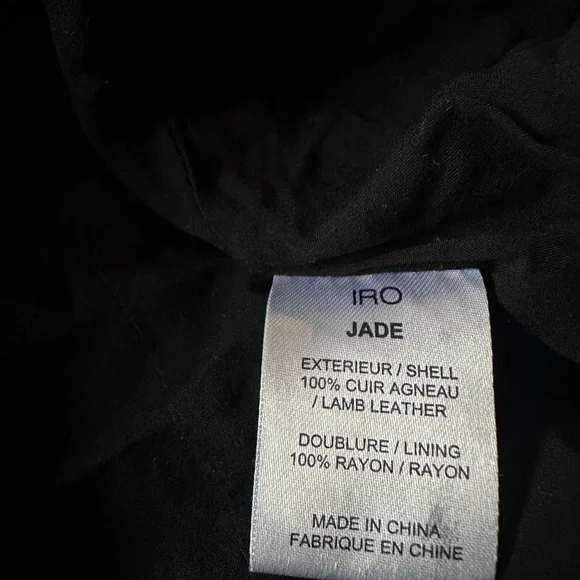 IRO
JADE
EXTERIEUR / SHELL
100% CUIR AGNEAU
/ LAMB LEATHER
DOUBLURE / LINING
100% RAYON / RAYON
MADE IN CHINA
FABRIQUE EN CHINE